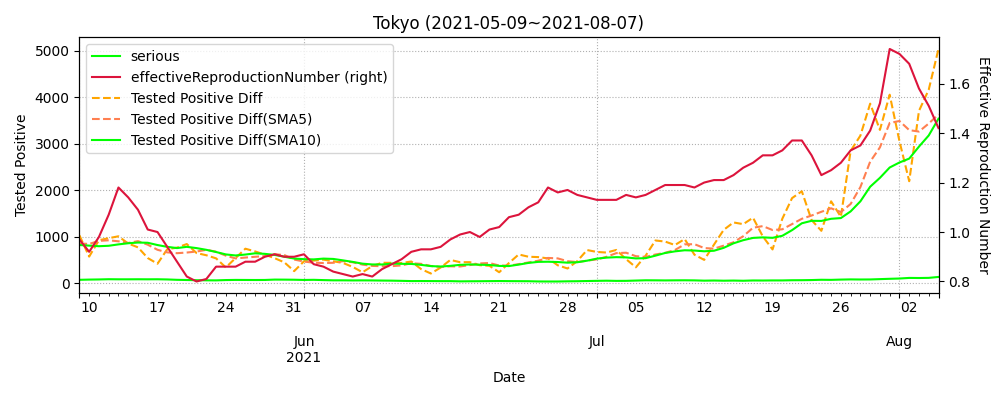 Tokyo (2021-05-09~2021-08-07)
serious
effectiveReproductionNumber (right)
Tested Positive Diff
Tested Positive Diff(SMA5)
Tested Positive Diff(SMA10)
Tested Positive
5000
4000
3000
2000
1000
0
Effective Reproduction Number
1.6
1.4
1.2
1.0
0.8
10 17 24 31 07 14 21 28 05 12 19 26 02
Jun Jul Aug
2021
Date